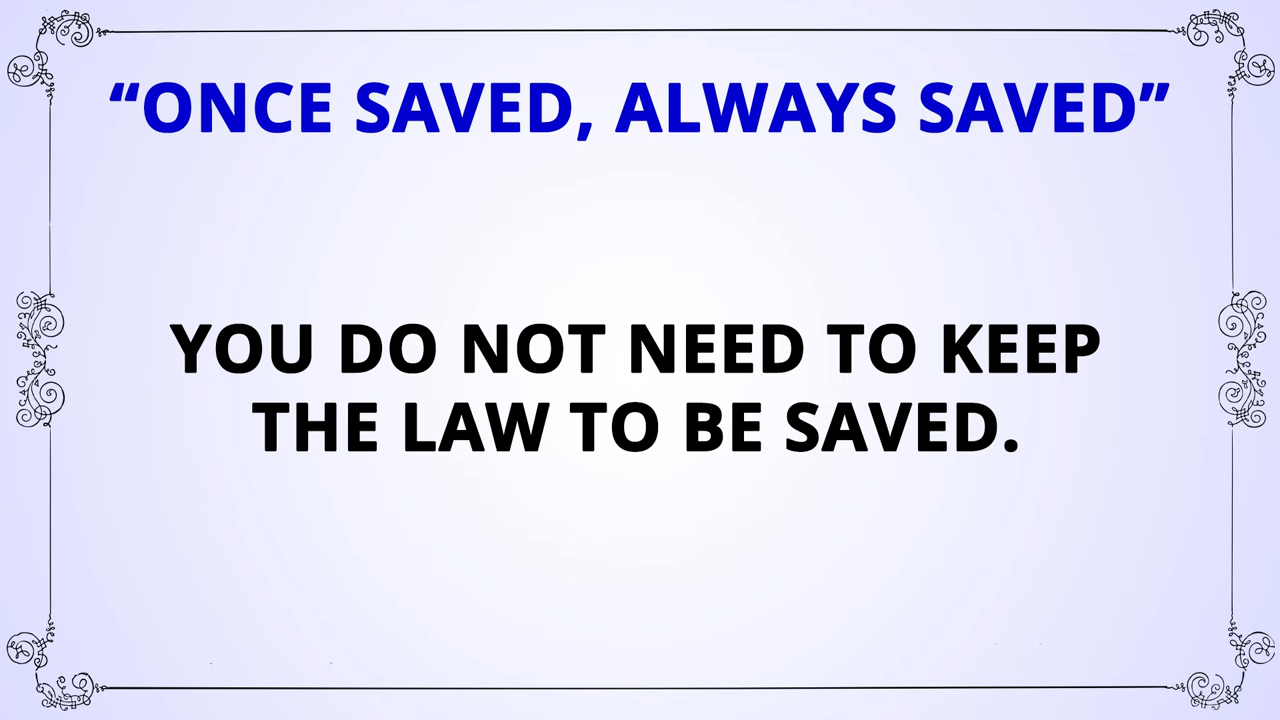 “ONCE SAVED, ALWAYS SAVED”
YOU DO NOT NEED TO KEEP
THE LAW TO BE SAVED.